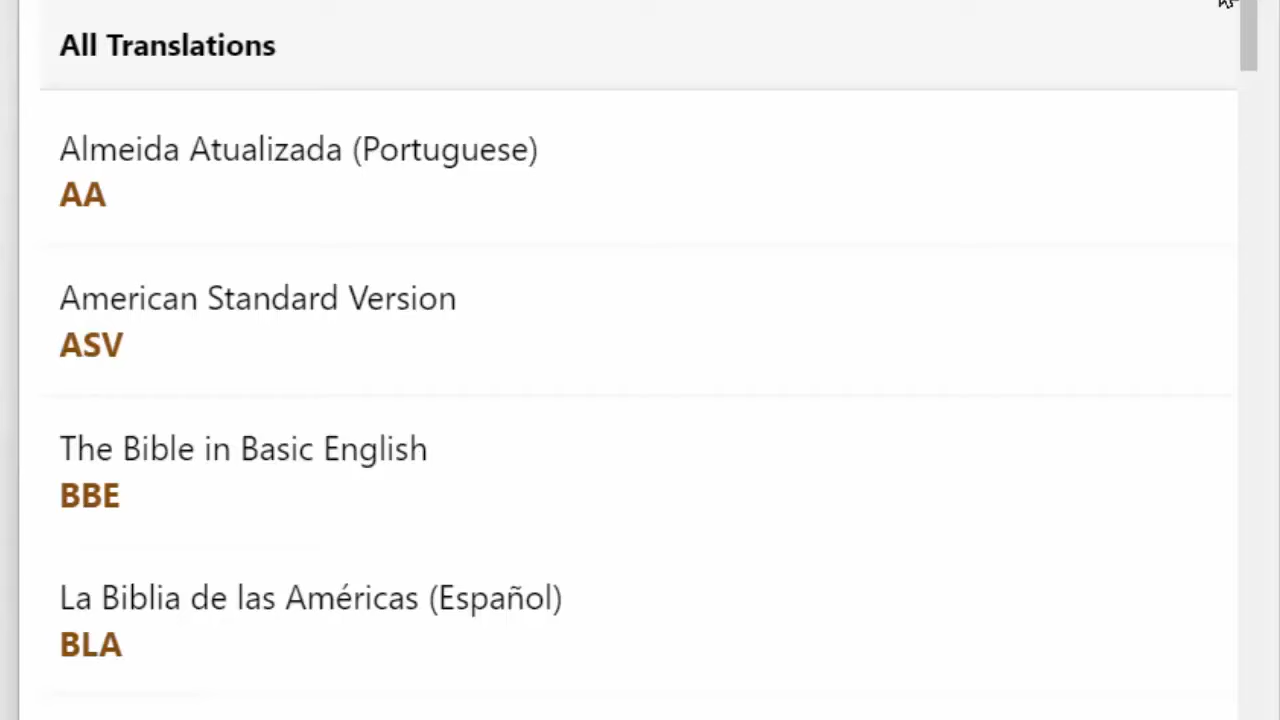 All Translations
Almeida Atualizada (Portuguese)
AA
American Standard Version
ASV
The Bible in Basic English
BBE
La Biblia de las Américas (Español)
BLA